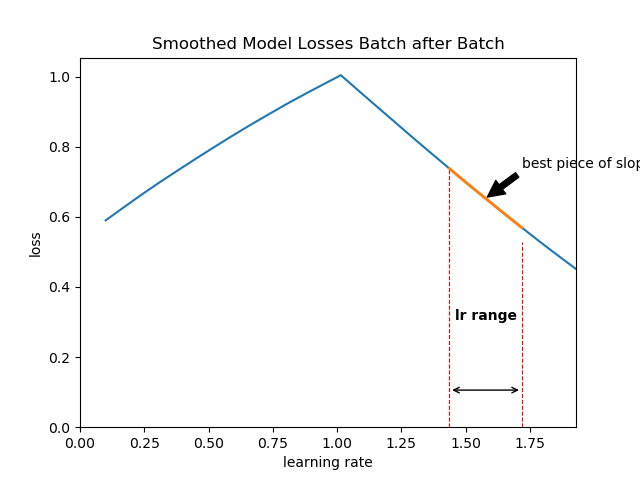 Smoothed Model Losses Batch after Batch
1.0
0.8
0.6
0.4
0.2
0.0
loss
best piece of slop
lr range
0.00 0.25 0.50 0.75 1.00 1.25 1.50 1.75
learning rate